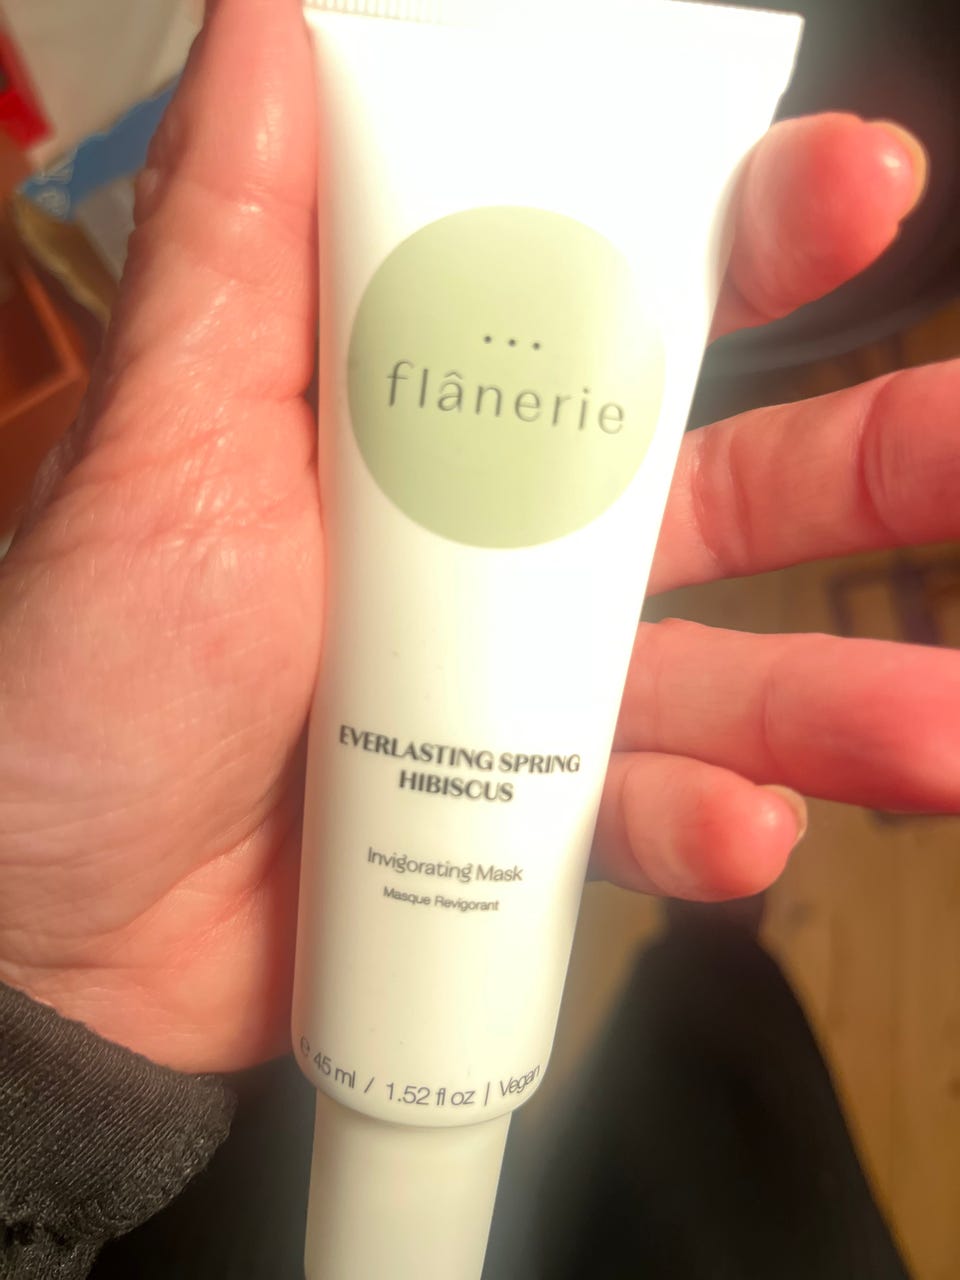 flânerie
EVERLASTING SPRING
HIBISCUS
Invigorating Mask
Masque Revigorant
e 45 ml / 1.52 fl oz | Vegan